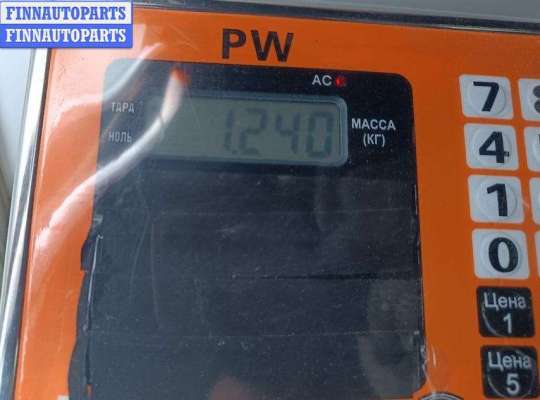 FINNAUTOPARTS
FINNAUTOPARTS
PW
AC
ТАРА
НОЛЬ
1.240
МАССА
(КГ)
7
4
1
0
Цена
1
Цена
5